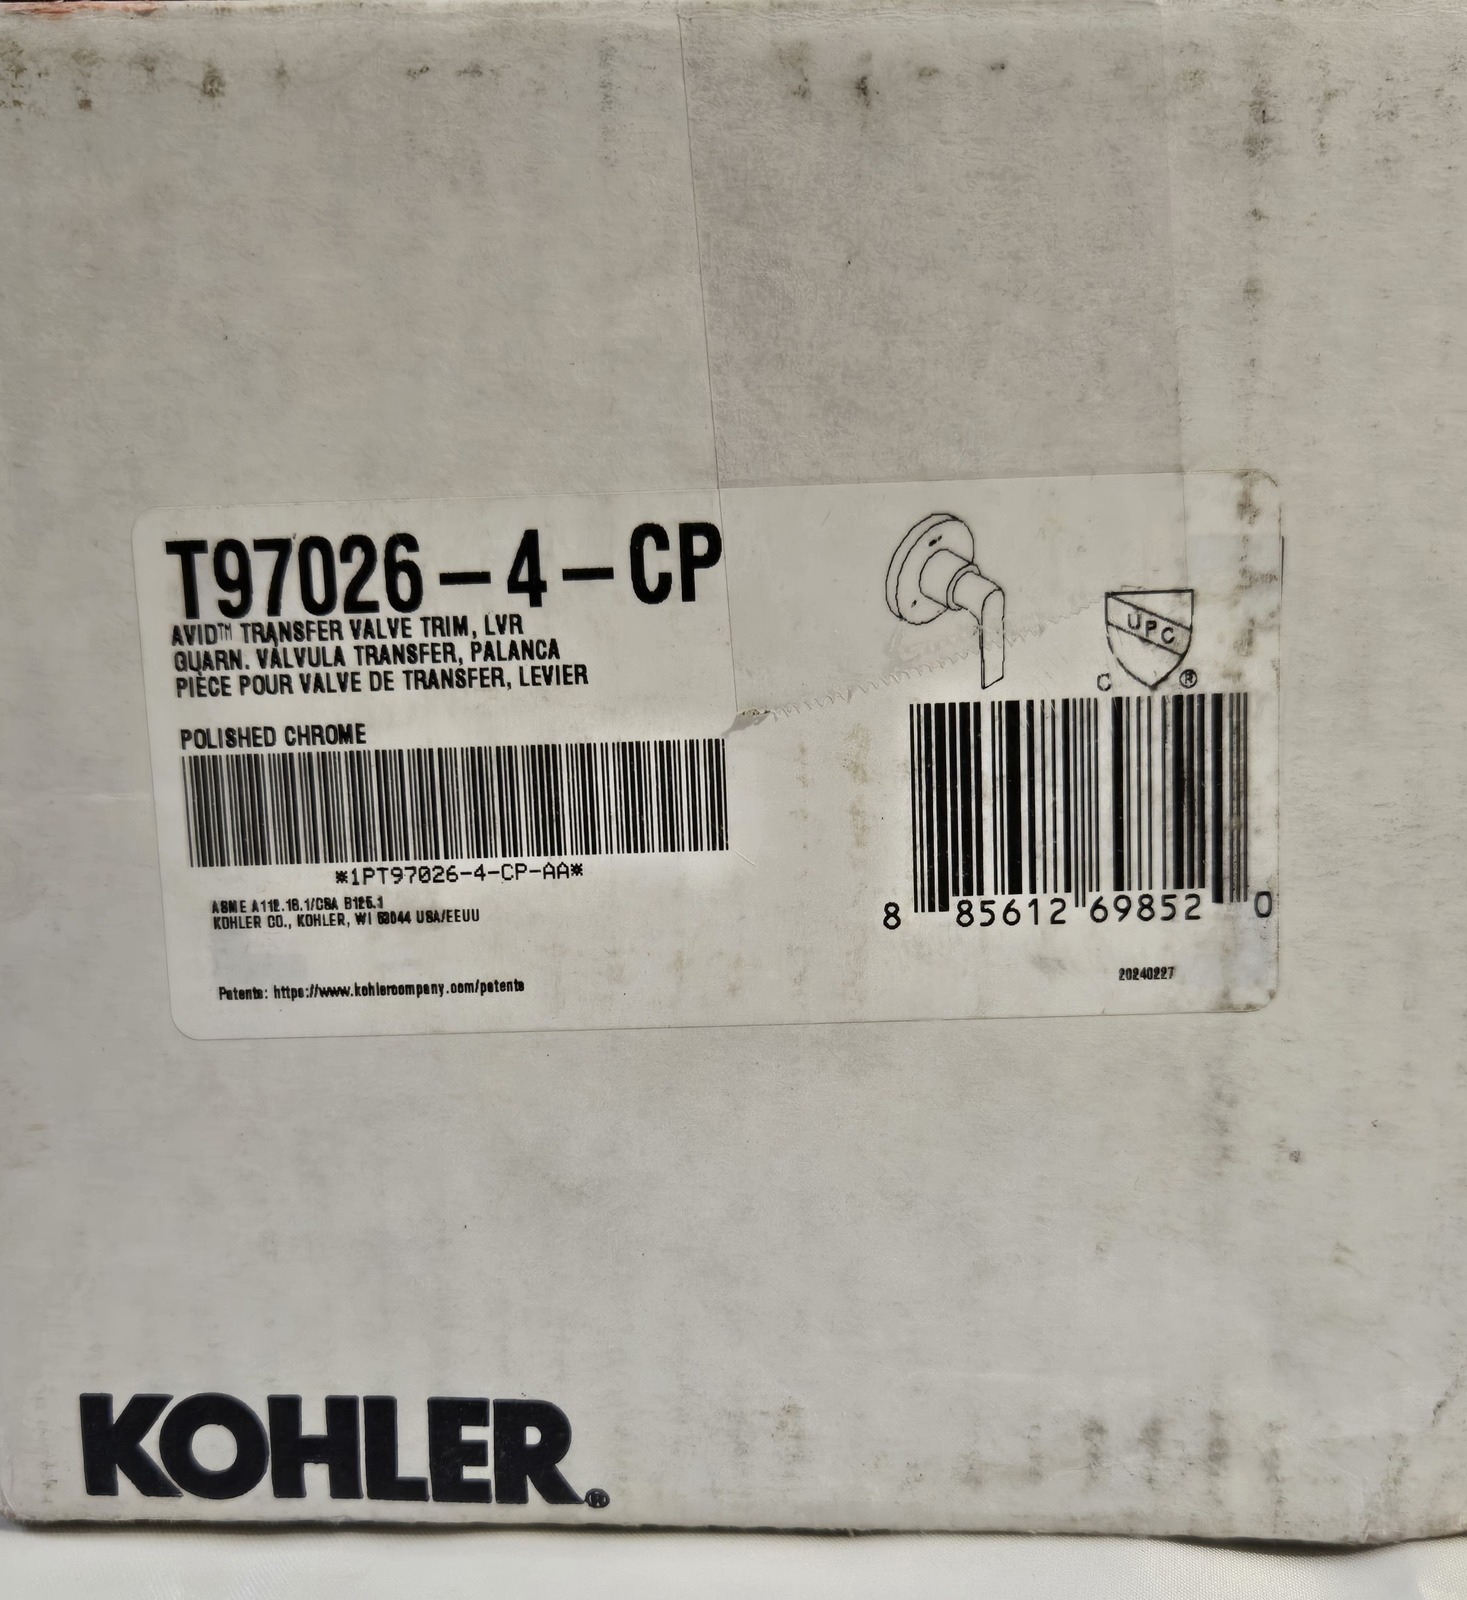 T97026-4-CP
AVID™ TRANSFER VALVE TRIM, LVR
GUARN. VÁLVULA TRANSFER, PALANCA
PIÈCE POUR VALVE DE TRANSFER, LEVIER
POLISHED CHROME
*1PT97026-4-CP-AA*
ASME A112.18.1/CSA B125.1
KOHLER CO., KOHLER, WI 53044 USA/EEUU
Patents: https://www.kohlercompany.com/patents
UPC
C ®
8 85612 69852 0
20240227
KOHLER®